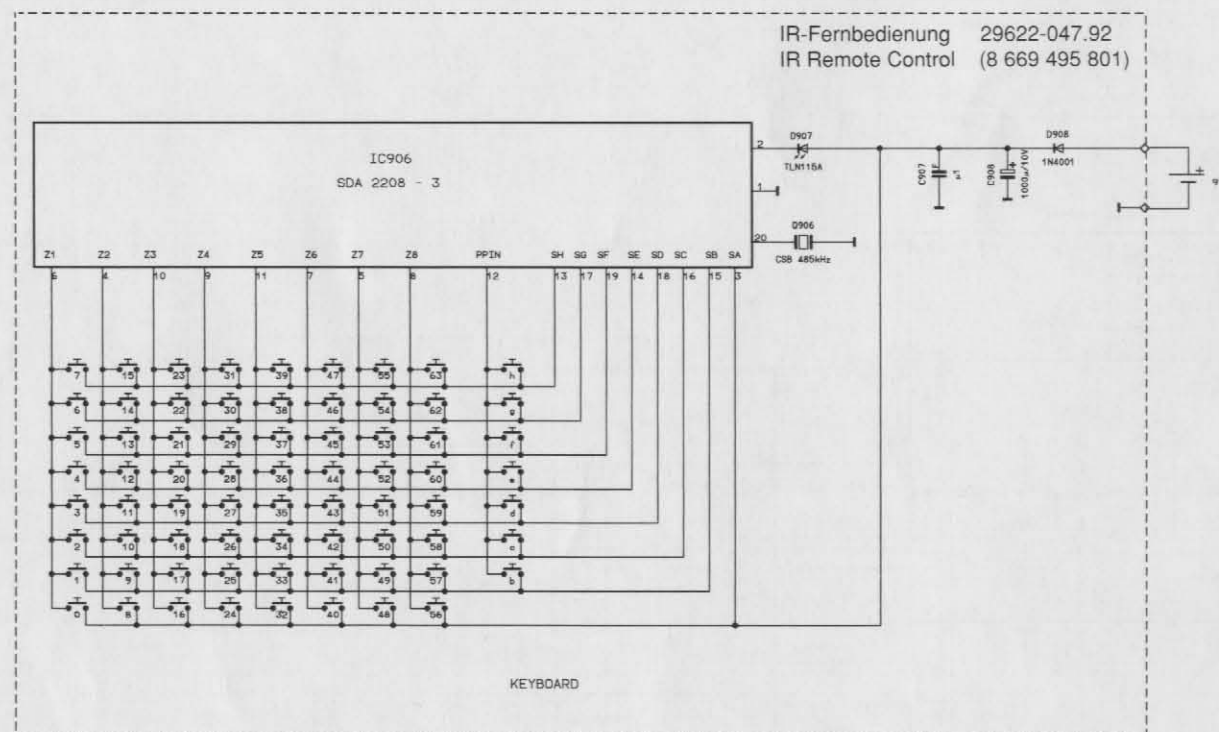 IR-Fernbedienung 29622-047.92
IR Remote Control (8 669 495 801)
IC906
SDA 2208 - 3
2
D907
TLN115A
C907
µ1
C908
1000µ/10V
D908
1N4001
+
1
20
Q906
CSB 485kHz
Z1 Z2 Z3 Z4 Z5 Z6 Z7 Z8 PPIN SH SG SF SE SD SC SB SA
6 4 10 9 11 7 5 8 12 13 17 19 14 18 16 15 3
7 15 23 31 39 47 55 63 h
6 14 22 30 38 46 54 62 g
5 13 21 29 37 45 53 61 f
4 12 20 28 36 44 52 60 e
3 11 19 27 35 43 51 59 d
2 10 18 26 34 42 50 58 c
1 9 17 25 33 41 49 57 b
0 8 16 24 32 40 48 56
KEYBOARD